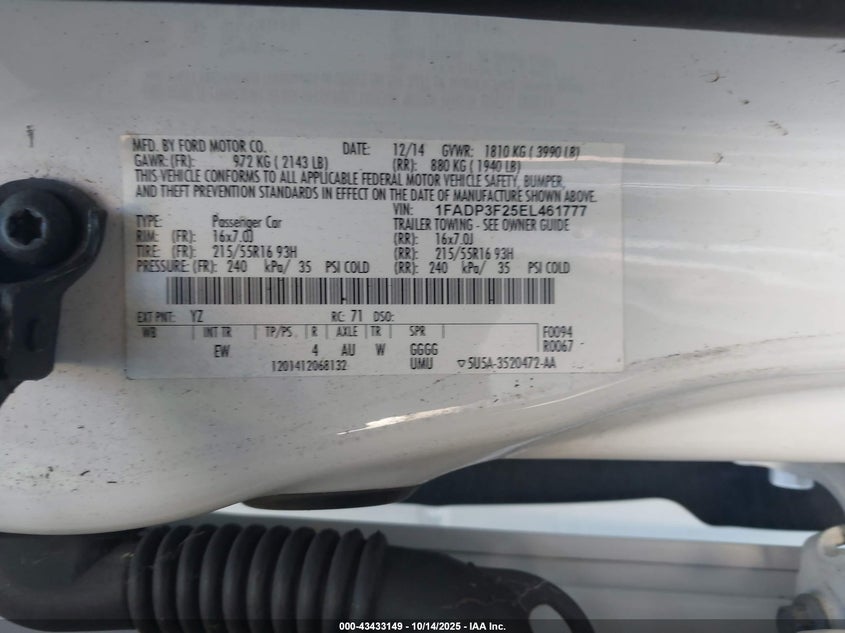 MFD. BY FORD MOTOR CO. DATE: 12/14 GVWR: 1810 KG ( 3990 LB)
GAWR: (FR): 972 KG ( 2143 LB) (RR): 880 KG ( 1940 LB)
THIS VEHICLE CONFORMS TO ALL APPLICABLE FEDERAL MOTOR VEHICLE SAFETY, BUMPER,
AND THEFT PREVENTION STANDARDS IN EFFECT ON THE DATE OF MANUFACTURE SHOWN ABOVE.
VIN: 1FADP3F25EL461777
TYPE: Passenger Car TRAILER TOWING - SEE OWNER GUIDE
RIM: (FR): 16x7.0J (RR): 16x7.0J
TIRE: (FR): 215/55R16 93H (RR): 215/55R16 93H
PRESSURE: (FR): 240 kPa/ 35 PSI COLD (RR): 240 kPa/ 35 PSI COLD
EXT PNT: YZ RC: 71 DSO:
WB INT TR TP/PS R AXLE TR SPR F0094
EW 4 AU W GGGG R0067
1201412068132 UMU ▽5U5A-3520472-AA
000-43433149 - 10/14/2025 - IAA Inc.